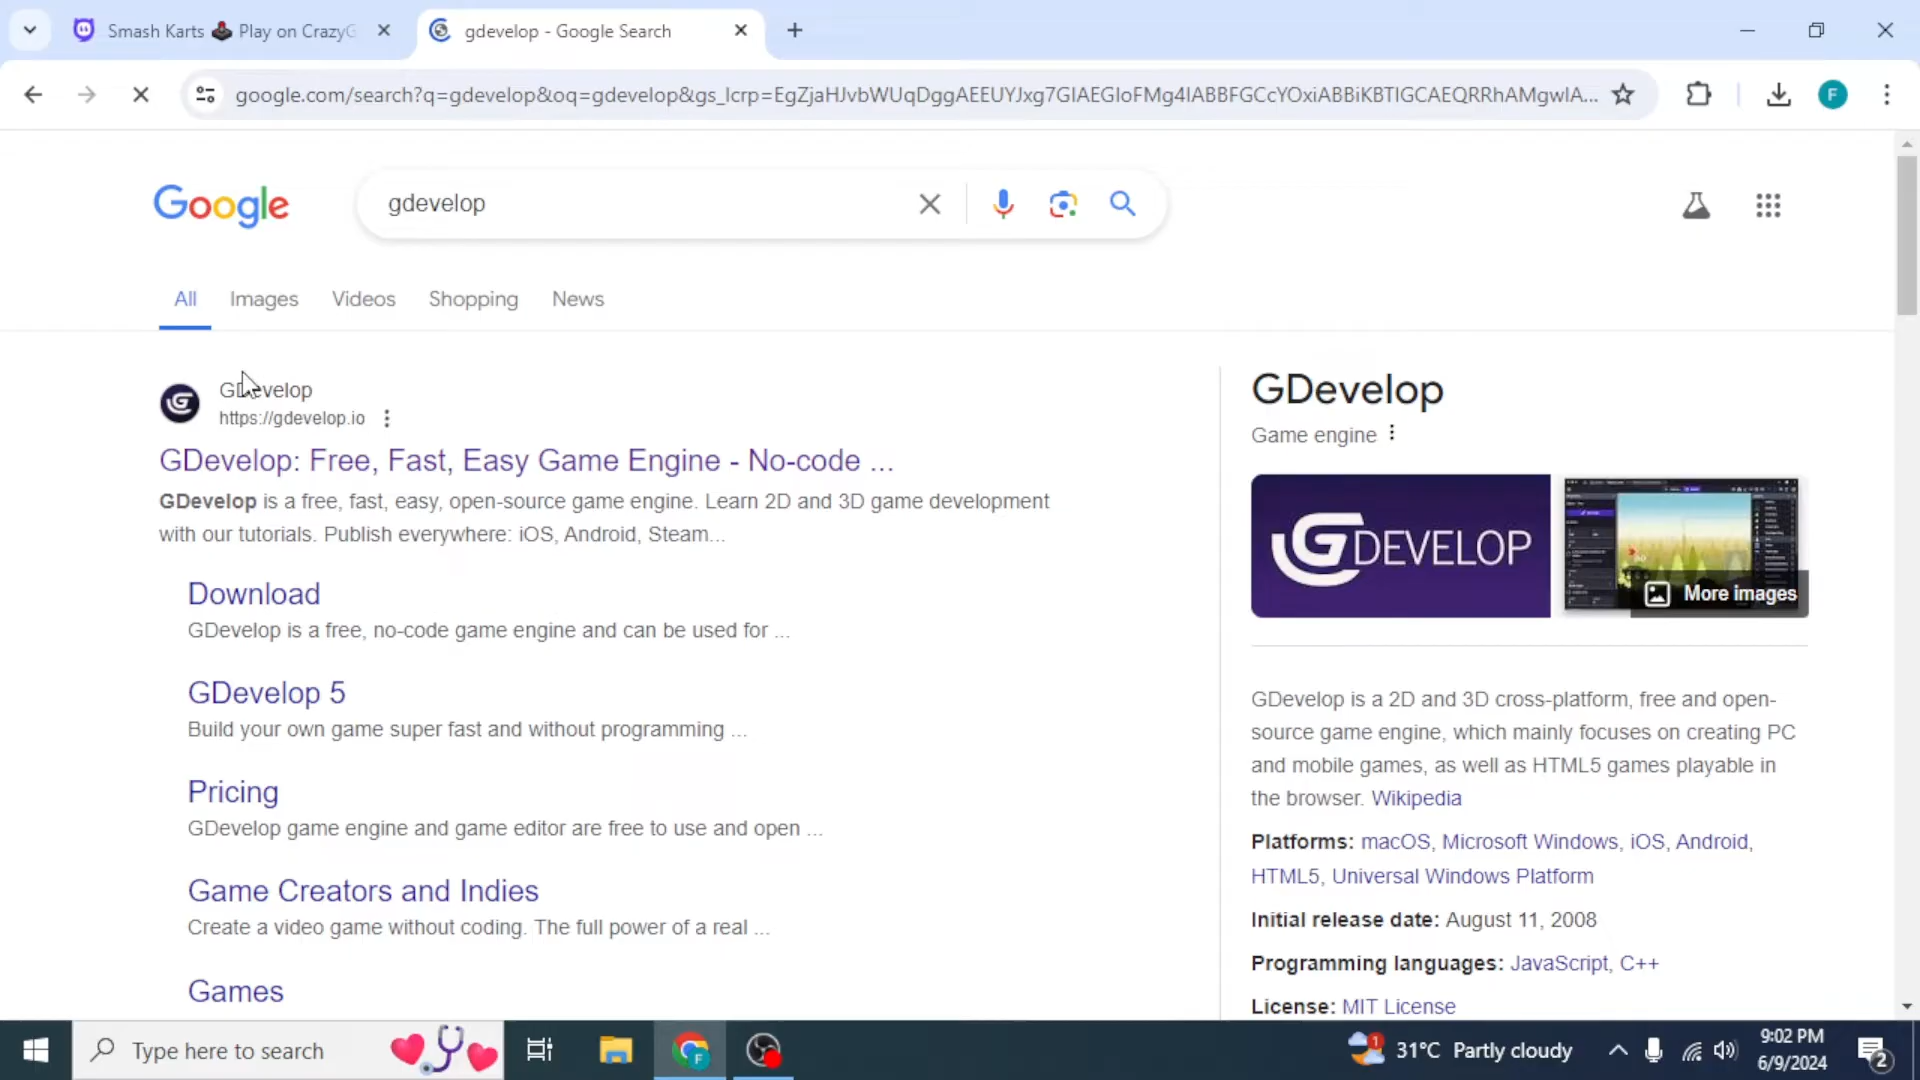 Smash Karts 🕹️ Play on CrazyG
gdevelop - Google Search
google.com/search?q=gdevelop&oq=gdevelop&gs_lcrp=EgZjaHJvbWUqDggAEEUYJxg7GIAEGIoFMg4IABBFGCcYOxiABBiKBTIGCAEQRRhAMgwIA...
F
Google
gdevelop
All Images Videos Shopping News
GDevelop
https://gdevelop.io
GDevelop: Free, Fast, Easy Game Engine - No-code ...
GDevelop is a free, fast, easy, open-source game engine. Learn 2D and 3D game development
with our tutorials. Publish everywhere: iOS, Android, Steam...
Download
GDevelop is a free, no-code game engine and can be used for ...
GDevelop 5
Build your own game super fast and without programming ...
Pricing
GDevelop game engine and game editor are free to use and open ...
Game Creators and Indies
Create a video game without coding. The full power of a real ...
Games
GDevelop
Game engine
GDEVELOP
More images
GDevelop is a 2D and 3D cross-platform, free and open-
source game engine, which mainly focuses on creating PC
and mobile games, as well as HTML5 games playable in
the browser. Wikipedia
Platforms: macOS, Microsoft Windows, iOS, Android,
HTML5, Universal Windows Platform
Initial release date: August 11, 2008
Programming languages: JavaScript, C++
License: MIT License
Type here to search
F
1
31°C Partly cloudy
9:02 PM
6/9/2024
2